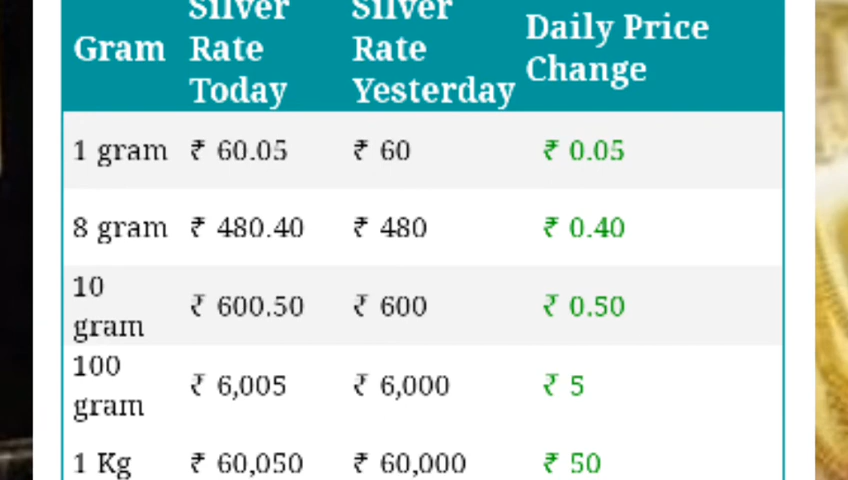 Gram Silver Rate Today Silver Rate Yesterday Daily Price Change
1 gram ₹ 60.05 ₹ 60 ₹ 0.05
8 gram ₹ 480.40 ₹ 480 ₹ 0.40
10 gram ₹ 600.50 ₹ 600 ₹ 0.50
100 gram ₹ 6,005 ₹ 6,000 ₹ 5
1 Kg ₹ 60,050 ₹ 60,000 ₹ 50